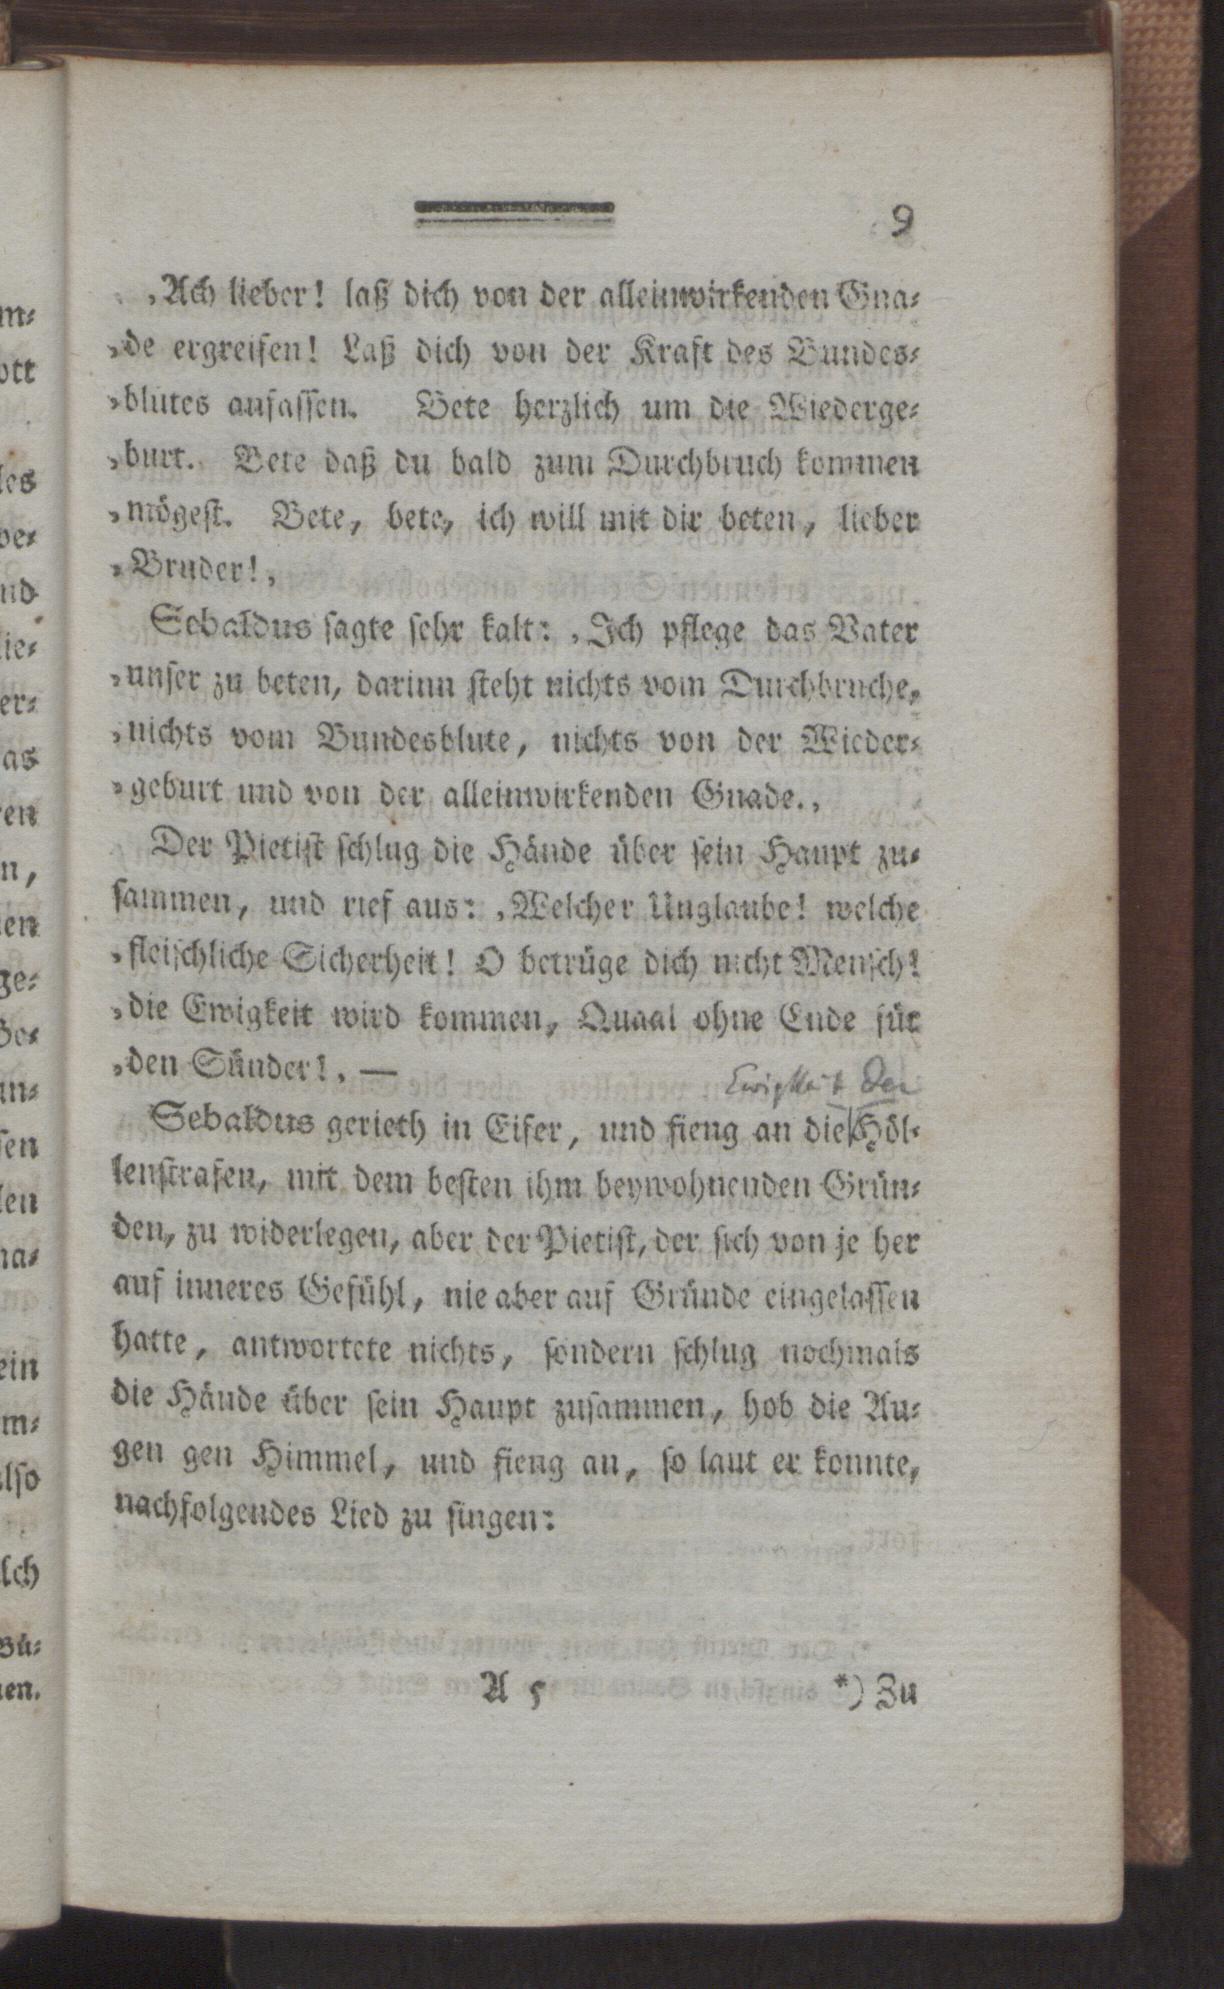 9
„Ach lieber! laß dich von der alleinwirkenden Gna-
„de ergreifen! Laß dich von der Kraft des Bundes-
„blutes anfassen. Bete herzlich um die Wiederge-
„burt. Bete daß du bald zum Durchbruch kommen
„mögest. Bete, bete, ich will mit dir beten, lieber
„Bruder!„
Sebaldus sagte sehr kalt: „Ich pflege das Vater
„unser zu beten, darinn steht nichts vom Durchbruche,
„nichts vom Bundesblute, nichts von der Wieder-
„geburt und von der alleinwirkenden Gnade.„
Der Pietist schlug die Hände über sein Haupt zu-
sammen, und rief aus: „Welcher Unglaube! welche
„fleischliche Sicherheit! O betrüge dich nicht Mensch!
„die Ewigkeit wird kommen, Quaal ohne Ende für
„den Sünder!„ —
Ewigkeit der
Sebaldus gerieth in Eifer, und fieng an die Höl-
lenstrafen, mit dem besten ihm beywohnenden Grün-
den, zu widerlegen, aber der Pietist, der sich von je her
auf inneres Gefühl, nie aber auf Gründe eingelassen
hatte, antwortete nichts, sondern schlug nochmals
die Hände über sein Haupt zusammen, hob die Au-
gen gen Himmel, und fieng an, so laut er konnte,
nachfolgendes Lied zu singen:
A 5 *) Zu